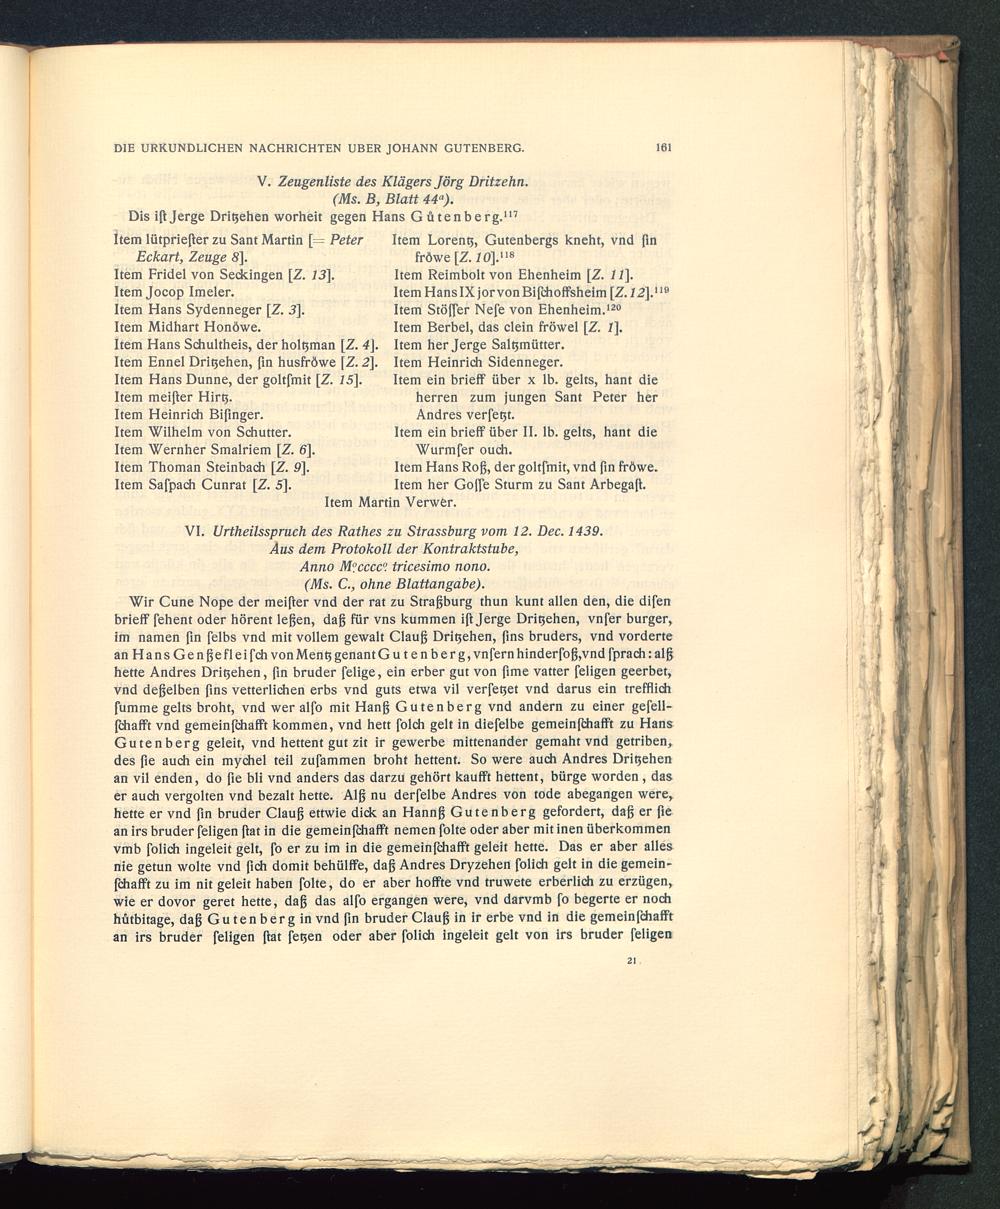 DIE URKUNDLICHEN NACHRICHTEN UBER JOHANN GUTENBERG. 161
V. Zeugenliste des Klägers Jörg Dritzehn.
(Ms. B, Blatt 44ᵃ).
Dis iſt Jerge Dritzehen worheit gegen Hans Gůtenberg.¹¹⁷
Item lütprieſter zu Sant Martin [= Peter
Eckart, Zeuge 8].
Item Fridel von Seckingen [Z. 13].
Item Jocop Imeler.
Item Hans Sydenneger [Z. 3].
Item Midhart Honöwe.
Item Hans Schultheis, der holtzman [Z. 4].
Item Ennel Dritzehen, ſin husfröwe [Z. 2].
Item Hans Dunne, der goltſmit [Z. 15].
Item meiſter Hirtz.
Item Heinrich Biſinger.
Item Wilhelm von Schutter.
Item Wernher Smalriem [Z. 6].
Item Thoman Steinbach [Z. 9].
Item Saſpach Cunrat [Z. 5].
Item Lorentz, Gutenbergs kneht, vnd ſin
fröwe [Z. 10].¹¹⁸
Item Reimbolt von Ehenheim [Z. 11].
Item Hans IX jor von Biſchoffsheim [Z. 12].¹¹⁹
Item Stöſſer Neſe von Ehenheim.¹²⁰
Item Berbel, das clein fröwel [Z. 1].
Item her Jerge Saltzmütter.
Item Heinrich Sidenneger.
Item ein brieff über x lb. gelts, hant die
herren zum jungen Sant Peter her
Andres verſetzt.
Item ein brieff über II. lb. gelts, hant die
Wurmſer ouch.
Item Hans Roß, der goltſmit, vnd ſin fröwe.
Item her Goſſe Sturm zu Sant Arbegaſt.
Item Martin Verwer.
VI. Urtheilsspruch des Rathes zu Strassburg vom 12. Dec. 1439.
Aus dem Protokoll der Kontraktstube,
Anno Mº ccccº tricesimo nono.
(Ms. C., ohne Blattangabe).
Wir Cune Nope der meiſter vnd der rat zu Straßburg thun kunt allen den, die diſen
brieff ſehent oder hörent leßen, daß für vns kummen iſt Jerge Dritzehen, vnſer burger,
im namen ſin ſelbs vnd mit vollem gewalt Clauß Dritzehen, ſins bruders, vnd vorderte
an Hans Genßefleiſch von Mentz genant Gutenberg, vnſern hinderſoß, vnd ſprach: alß
hette Andres Dritzehen, ſin bruder ſelige, ein erber gut von ſime vatter ſeligen geerbet,
vnd deßelben ſins vetterlichen erbs vnd guts etwa vil verſetzet vnd darus ein trefflich
ſumme gelts broht, vnd wer alſo mit Hanß Gutenberg vnd andern zu einer geſell-
ſchafft vnd gemeinſchafft kommen, vnd hett ſolch gelt in dieſelbe gemeinſchafft zu Hans
Gutenberg geleit, vnd hettent gut zit ir gewerbe mittenander gemaht vnd getriben,
des ſie auch ein mychel teil zuſammen broht hettent. So were auch Andres Dritzehen
an vil enden, do ſie bli vnd anders das darzu gehört kaufft hettent, bürge worden, das
er auch vergolten vnd bezalt hette. Alß nu derſelbe Andres von tode abegangen were,
hette er vnd ſin bruder Clauß ettwie dick an Hannß Gutenberg gefordert, daß er ſie
an irs bruder ſeligen ſtat in die gemeinſchafft nemen ſolte oder aber mit inen überkommen
vmb ſolich ingeleit gelt, ſo er zu im in die gemeinſchafft geleit hette. Das er aber alles
nie getun wolte vnd ſich domit behülffe, daß Andres Dryzehen ſolich gelt in die gemein-
ſchafft zu im nit geleit haben ſolte, do er aber hoffte vnd truwete erberlich zu erzügen,
wie er dovor geret hette, daß das alſo ergangen were, vnd darvmb ſo begerte er noch
hůtbitage, daß Gutenberg in vnd ſin bruder Clauß in ir erbe vnd in die gemeinſchafft
an irs bruder ſeligen ſtat ſetzen oder aber ſolich ingeleit gelt von irs bruder ſeligen
21